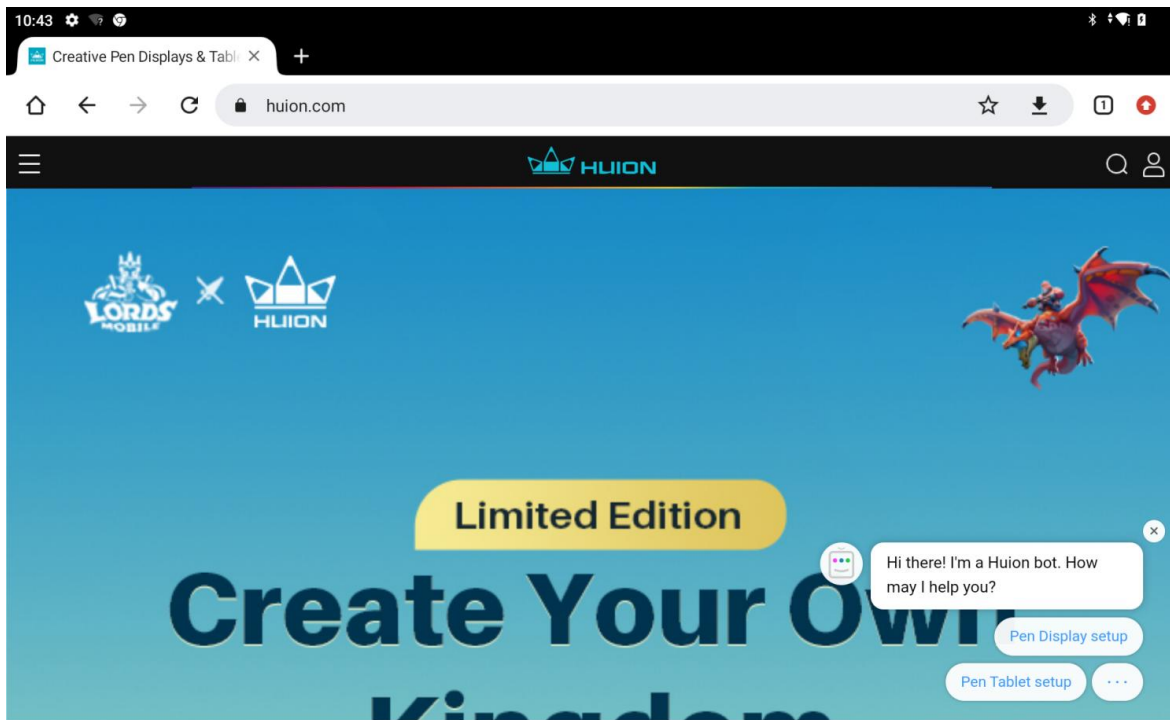 10:43
Creative Pen Displays & Tabl
huion.com
1
HUION
LORDS
MOBILE
HUION
Limited Edition
Create Your Own
Kingdom
Hi there! I'm a Huion bot. How
may I help you?
Pen Display setup
Pen Tablet setup
...